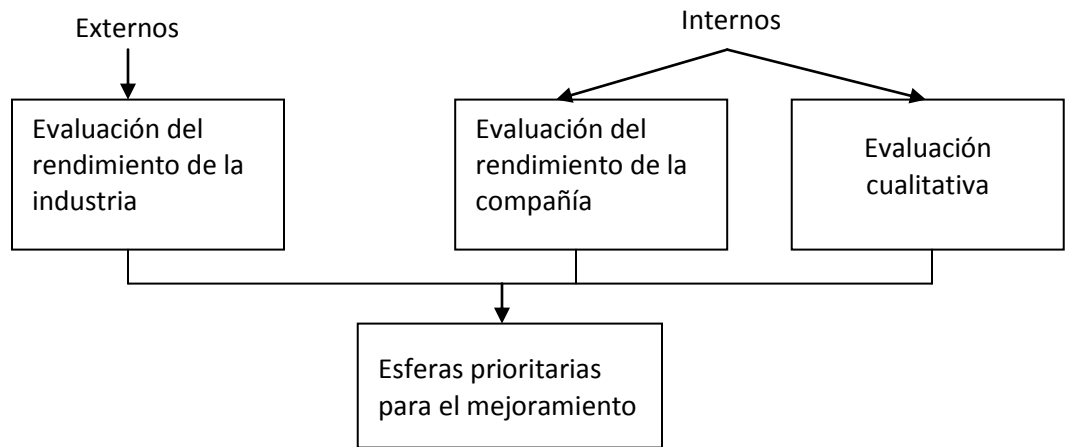 Externos
Internos
Evaluación del
rendimiento de la
industria
Evaluación del
rendimiento de la
compañía
Evaluación
cualitativa
Esferas prioritarias
para el mejoramiento